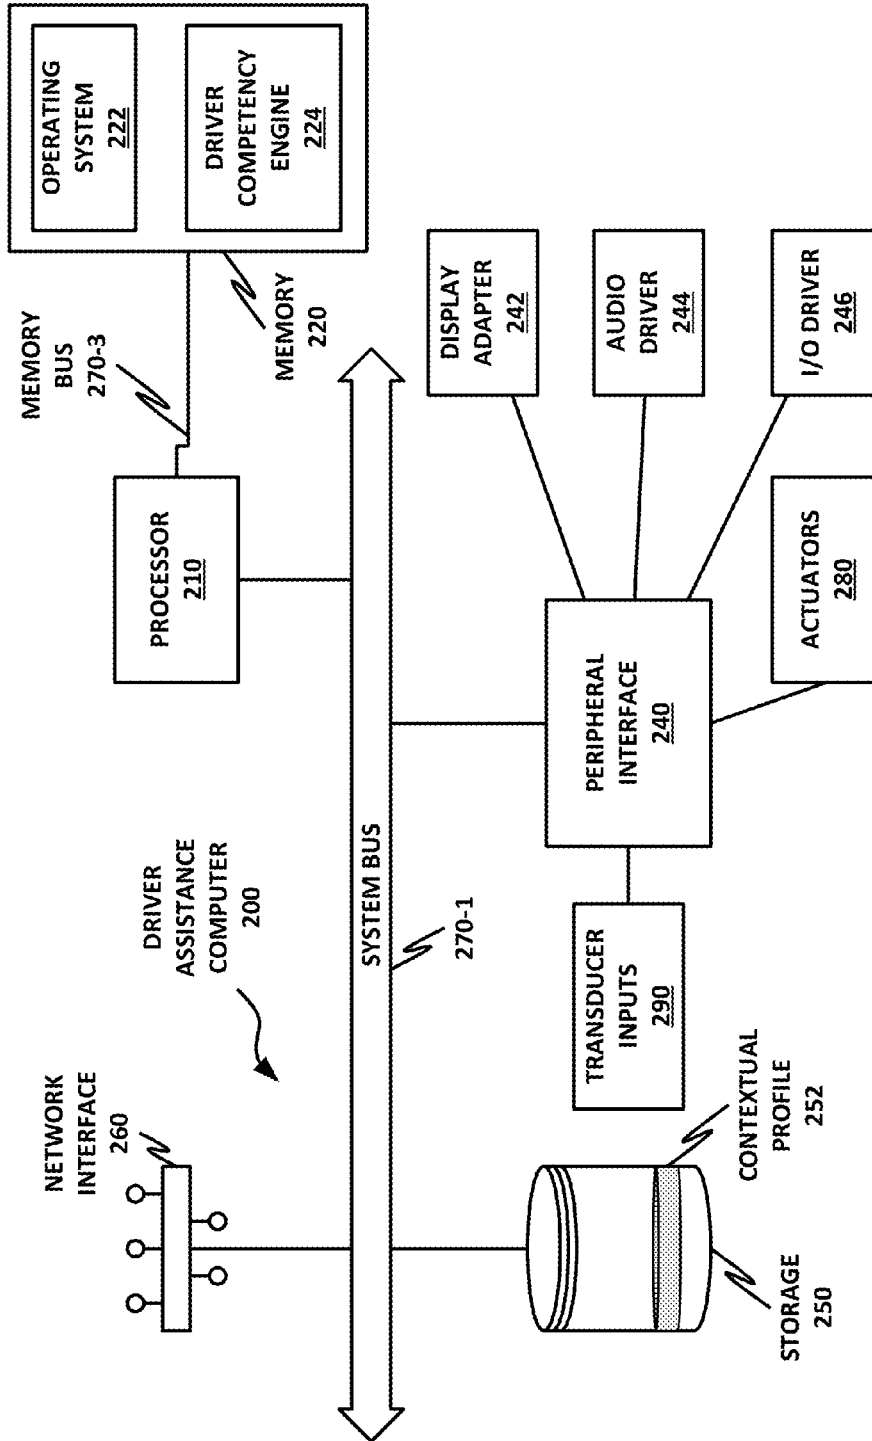 DRIVER
ASSISTANCE
COMPUTER
200
NETWORK
INTERFACE
260
PROCESSOR
210
MEMORY
BUS
270-3
OPERATING
SYSTEM
222
DRIVER
COMPETENCY
ENGINE
224
MEMORY
220
SYSTEM BUS
270-1
STORAGE
250
CONTEXTUAL
PROFILE
252
TRANSDUCER
INPUTS
290
PERIPHERAL
INTERFACE
240
DISPLAY
ADAPTER
242
AUDIO
DRIVER
244
I/O DRIVER
246
ACTUATORS
280